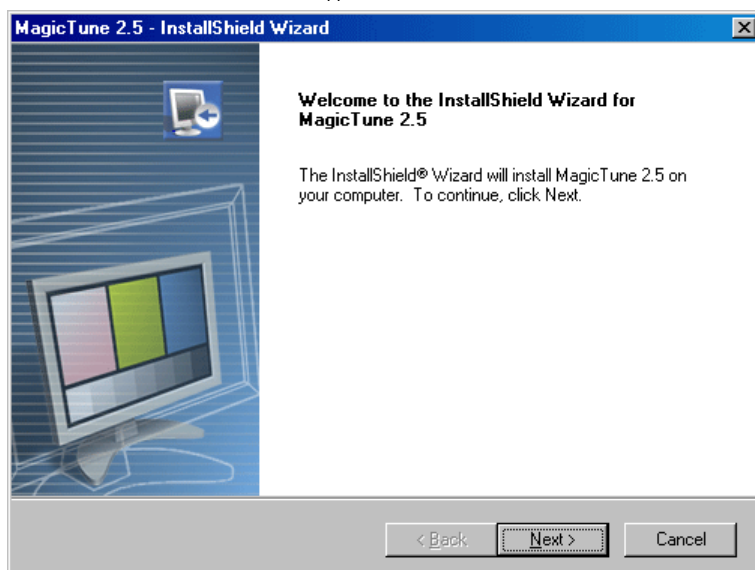 MagicTune 2.5 - InstallShield Wizard
Welcome to the InstallShield Wizard for
MagicTune 2.5
The InstallShield® Wizard will install MagicTune 2.5 on
your computer. To continue, click Next.
< Back
Next >
Cancel